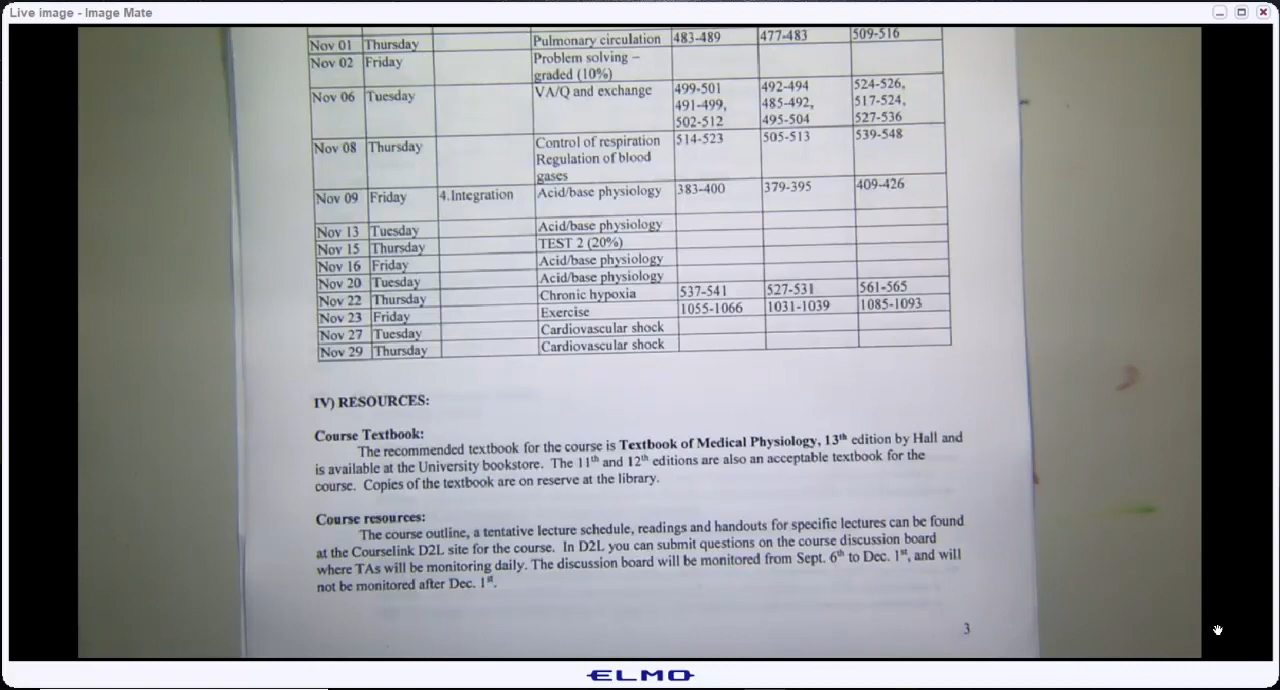 Live image - Image Mate
Nov 01 Thursday Pulmonary circulation 483-489 477-483 509-516
Nov 02 Friday Problem solving –
graded (10%)
Nov 06 Tuesday VA/Q and exchange 499-501 492-494 524-526,
491-499, 485-492, 517-524,
502-512 495-504 527-536
Nov 08 Thursday Control of respiration 514-523 505-513 539-548
Regulation of blood
gases
Nov 09 Friday 4.Integration Acid/base physiology 383-400 379-395 409-426
Nov 13 Tuesday Acid/base physiology
Nov 15 Thursday TEST 2 (20%)
Nov 16 Friday Acid/base physiology
Nov 20 Tuesday Acid/base physiology
Nov 22 Thursday Chronic hypoxia 537-541 527-531 561-565
Nov 23 Friday Exercise 1055-1066 1031-1039 1085-1093
Nov 27 Tuesday Cardiovascular shock
Nov 29 Thursday Cardiovascular shock
IV) RESOURCES:
Course Textbook:
The recommended textbook for the course is Textbook of Medical Physiology, 13th edition by Hall and
is available at the University bookstore. The 11th and 12th editions are also an acceptable textbook for the
course. Copies of the textbook are on reserve at the library.
Course resources:
The course outline, a tentative lecture schedule, readings and handouts for specific lectures can be found
at the Courselink D2L site for the course. In D2L you can submit questions on the course discussion board
where TAs will be monitoring daily. The discussion board will be monitored from Sept. 6th to Dec. 1st, and will
not be monitored after Dec. 1st.
3
ELMO